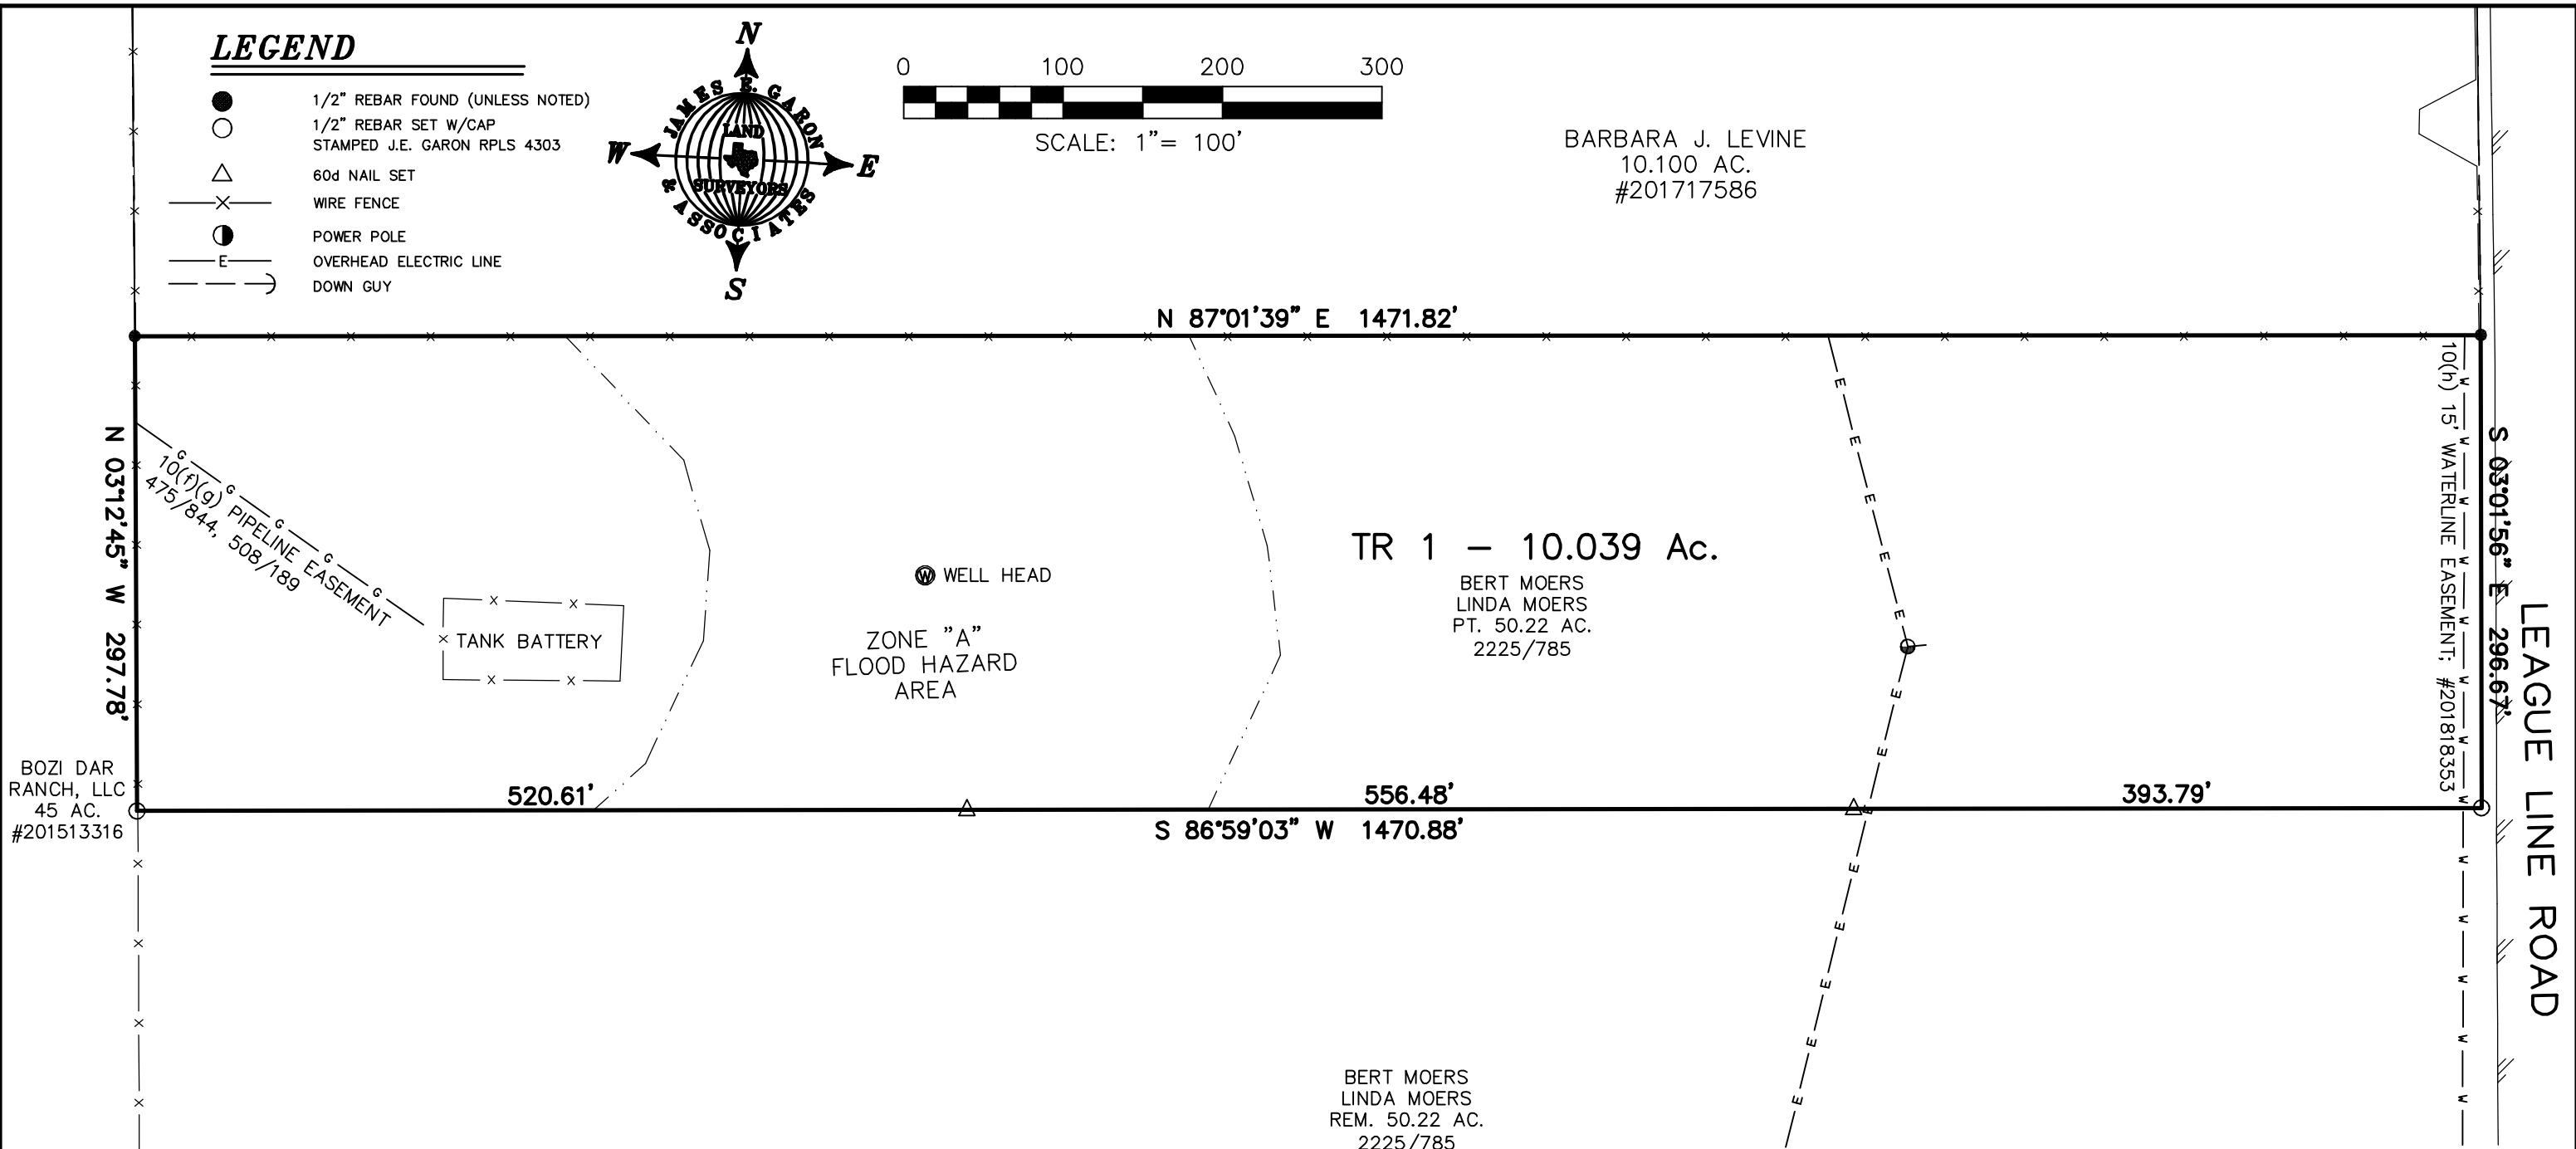 LEGEND
1/2" REBAR FOUND (UNLESS NOTED)
1/2" REBAR SET W/CAP
STAMPED J.E. GARON RPLS 4303
60d NAIL SET
X
WIRE FENCE
POWER POLE
E
OVERHEAD ELECTRIC LINE
DOWN GUY
N
W
E
S
JAMES E. GARON
& ASSOCIATES
LAND
SURVEYORS
0 100 200 300
SCALE: 1"= 100'
BARBARA J. LEVINE
10.100 AC.
#201717586
N 87°01'39" E 1471.82'
N 03°12'45" W 297.78'
10(f)(g) PIPELINE EASEMENT
475/844, 508/189
G G G G G
TANK BATTERY
W WELL HEAD
ZONE "A"
FLOOD HAZARD
AREA
TR 1 – 10.039 Ac.
BERT MOERS
LINDA MOERS
PT. 50.22 AC.
2225/785
E E E E E E E E E E E E E
10(h) 15' WATERLINE EASEMENT; #201818353
W W W W W W W W W W W W W
S 03°01'56" E 296.67'
LEAGUE LINE ROAD
BOZI DAR
RANCH, LLC
45 AC.
#201513316
520.61'
556.48'
393.79'
S 86°59'03" W 1470.88'
BERT MOERS
LINDA MOERS
REM. 50.22 AC.
2225/785